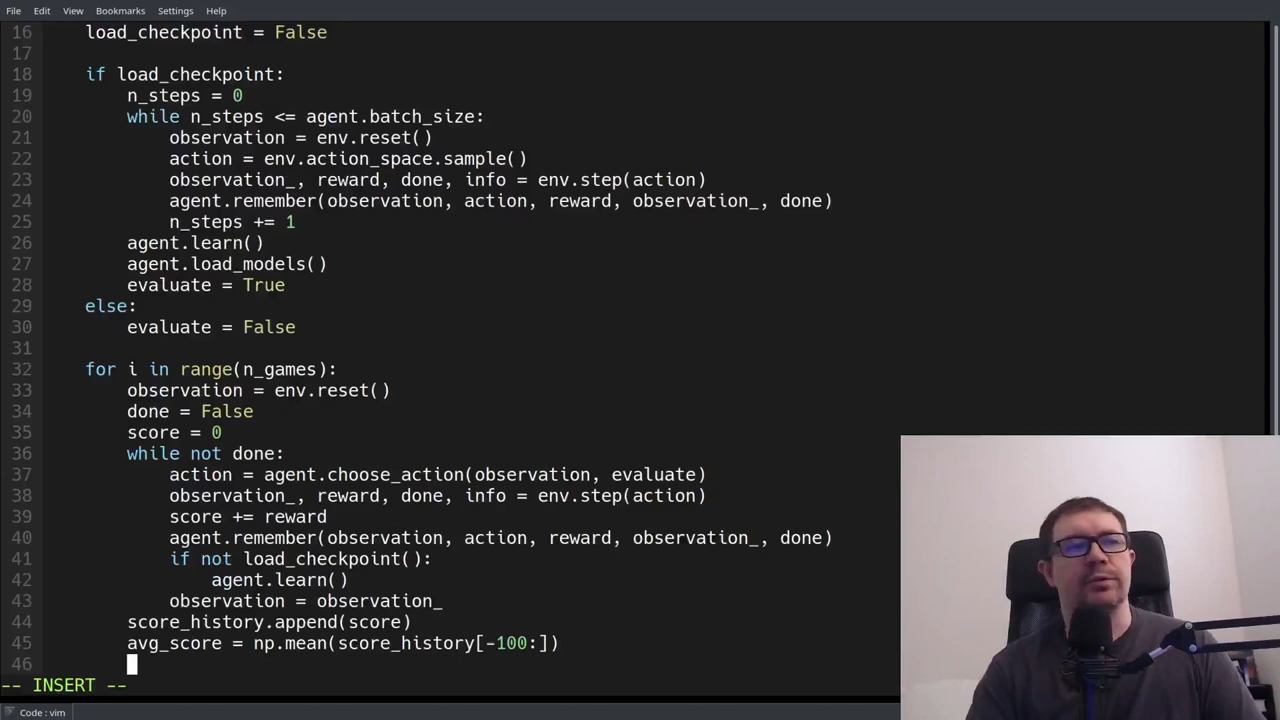 File Edit View Bookmarks Settings Help
16 load_checkpoint = False
17
18 if load_checkpoint:
19 n_steps = 0
20 while n_steps <= agent.batch_size:
21 observation = env.reset()
22 action = env.action_space.sample()
23 observation_, reward, done, info = env.step(action)
24 agent.remember(observation, action, reward, observation_, done)
25 n_steps += 1
26 agent.learn()
27 agent.load_models()
28 evaluate = True
29 else:
30 evaluate = False
31
32 for i in range(n_games):
33 observation = env.reset()
34 done = False
35 score = 0
36 while not done:
37 action = agent.choose_action(observation, evaluate)
38 observation_, reward, done, info = env.step(action)
39 score += reward
40 agent.remember(observation, action, reward, observation_, done)
41 if not load_checkpoint():
42 agent.learn()
43 observation = observation_
44 score_history.append(score)
45 avg_score = np.mean(score_history[-100:])
46
-- INSERT --
Code : vim